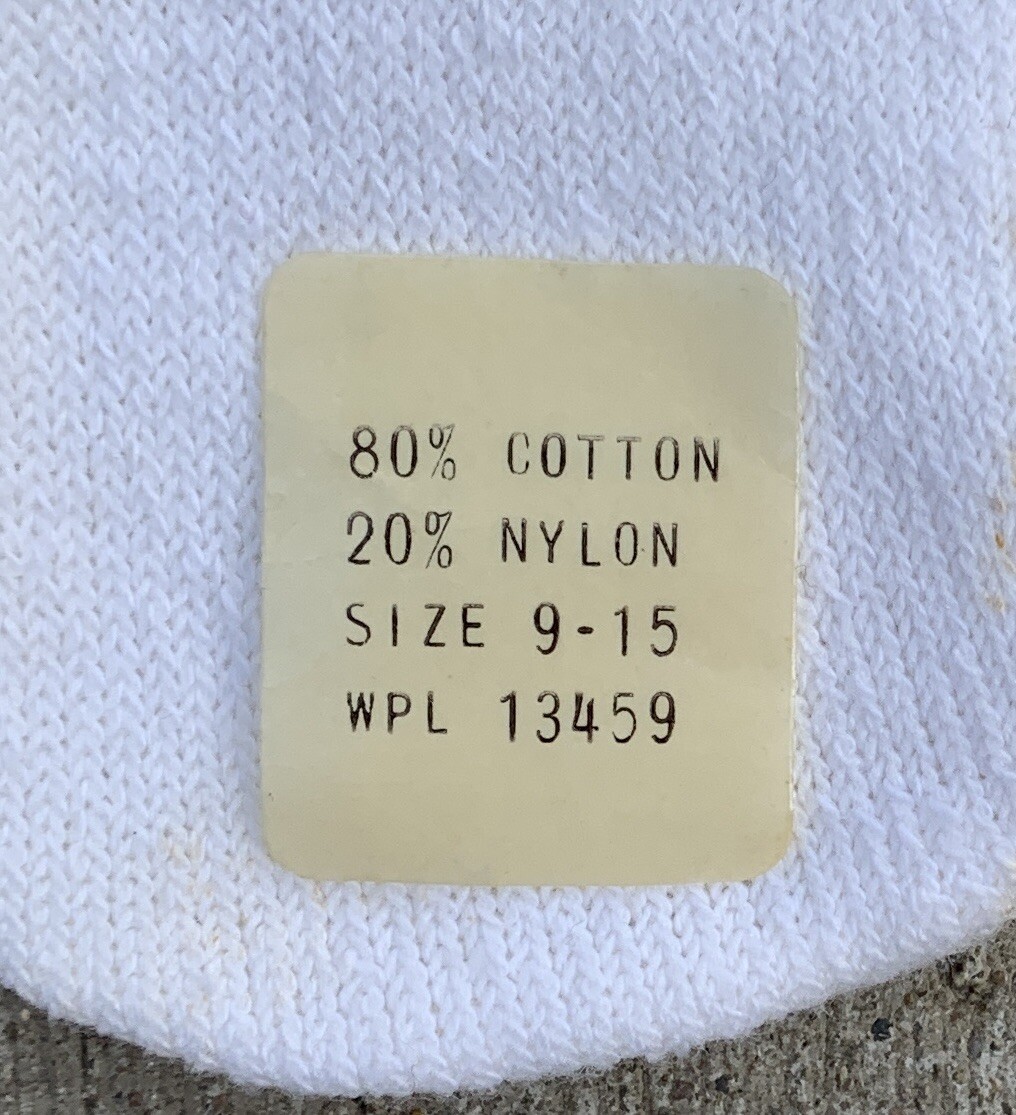 80% COTTON
20% NYLON
SIZE 9-15
WPL 13459